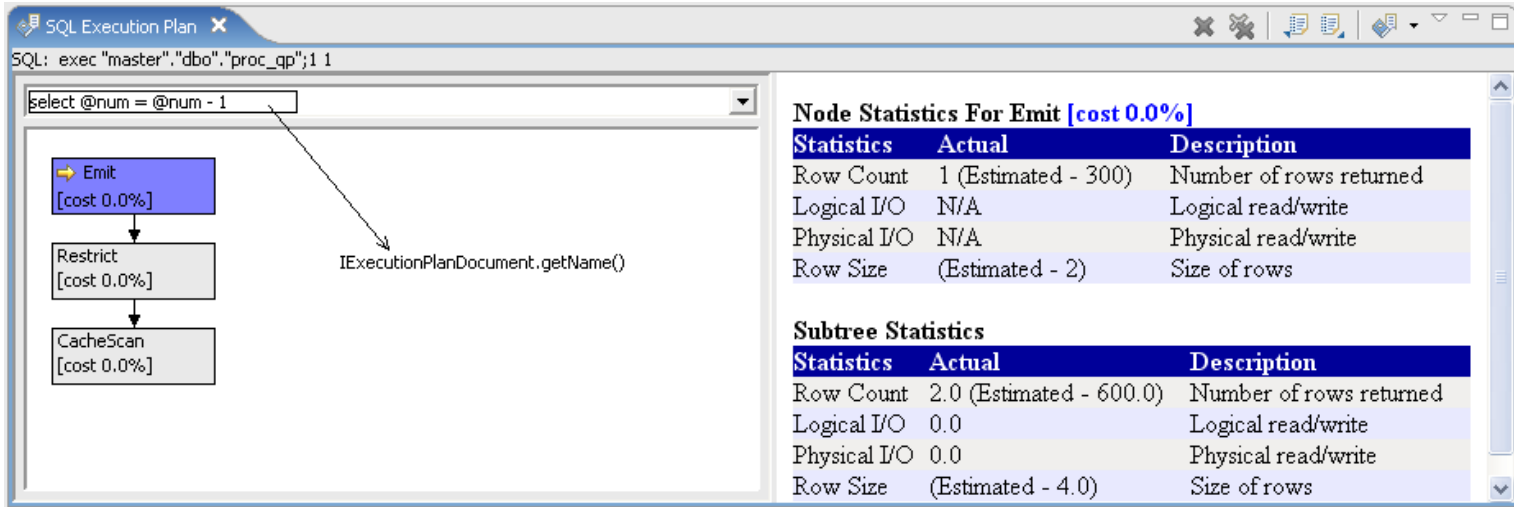 SQL Execution Plan
SQL: exec "master"."dbo"."proc_qp";1 1
select @num = @num - 1
Emit
[cost 0.0%]
Restrict
[cost 0.0%]
CacheScan
[cost 0.0%]
IExecutionPlanDocument.getName()
Node Statistics For Emit [cost 0.0%]
Statistics Actual Description
Row Count 1 (Estimated - 300) Number of rows returned
Logical I/O N/A Logical read/write
Physical I/O N/A Physical read/write
Row Size (Estimated - 2) Size of rows
Subtree Statistics
Statistics Actual Description
Row Count 2.0 (Estimated - 600.0) Number of rows returned
Logical I/O 0.0 Logical read/write
Physical I/O 0.0 Physical read/write
Row Size (Estimated - 4.0) Size of rows